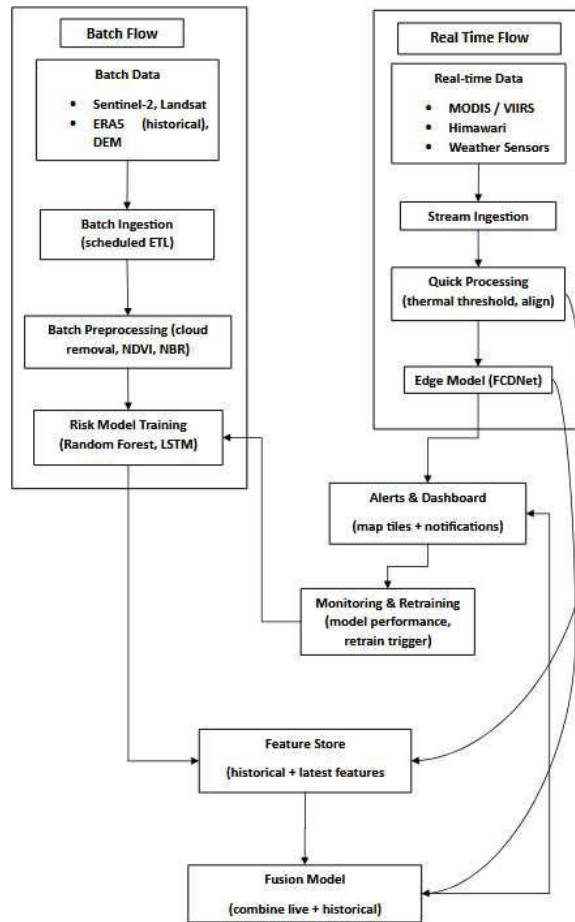 Batch Flow
Batch Data
• Sentinel-2, Landsat
• ERA5 (historical),
DEM
Batch Ingestion
(scheduled ETL)
Batch Preprocessing (cloud
removal, NDVI, NBR)
Risk Model Training
(Random Forest, LSTM)
Real Time Flow
Real-time Data
• MODIS / VIIRS
• Himawari
• Weather Sensors
Stream Ingestion
Quick Processing
(thermal threshold, align)
Edge Model (FCDNet)
Alerts & Dashboard
(map tiles + notifications)
Monitoring & Retraining
(model performance,
retrain trigger)
Feature Store
(historical + latest features
Fusion Model
(combine live + historical)